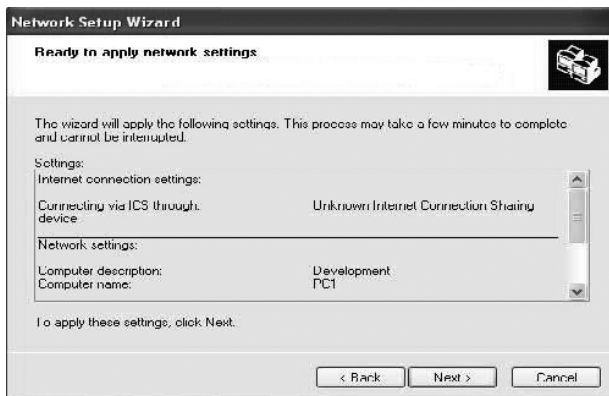 Network Setup Wizard
Ready to apply network settings
The wizard will apply the following settings. This process may take a few minutes to complete
and cannot be interrupted.
Settings:
Internet connection settings:
Connecting via ICS through: Unknown Internet Connection Sharing
device
Network settings:
Computer description: Development
Computer name: PC1
To apply these settings, click Next.
< Back Next > Cancel